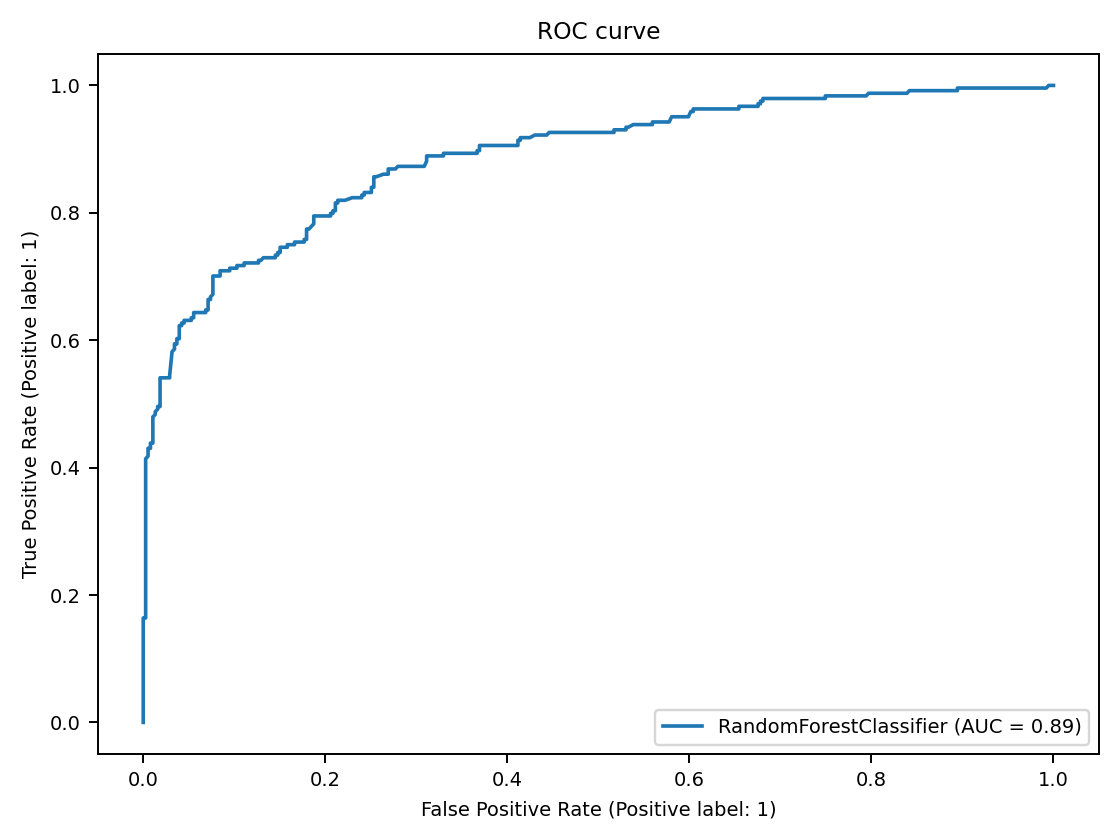 ROC curve
1.0
0.8
0.6
0.4
0.2
0.0
True Positive Rate (Positive label: 1)
RandomForestClassifier (AUC = 0.89)
0.0 0.2 0.4 0.6 0.8 1.0
False Positive Rate (Positive label: 1)